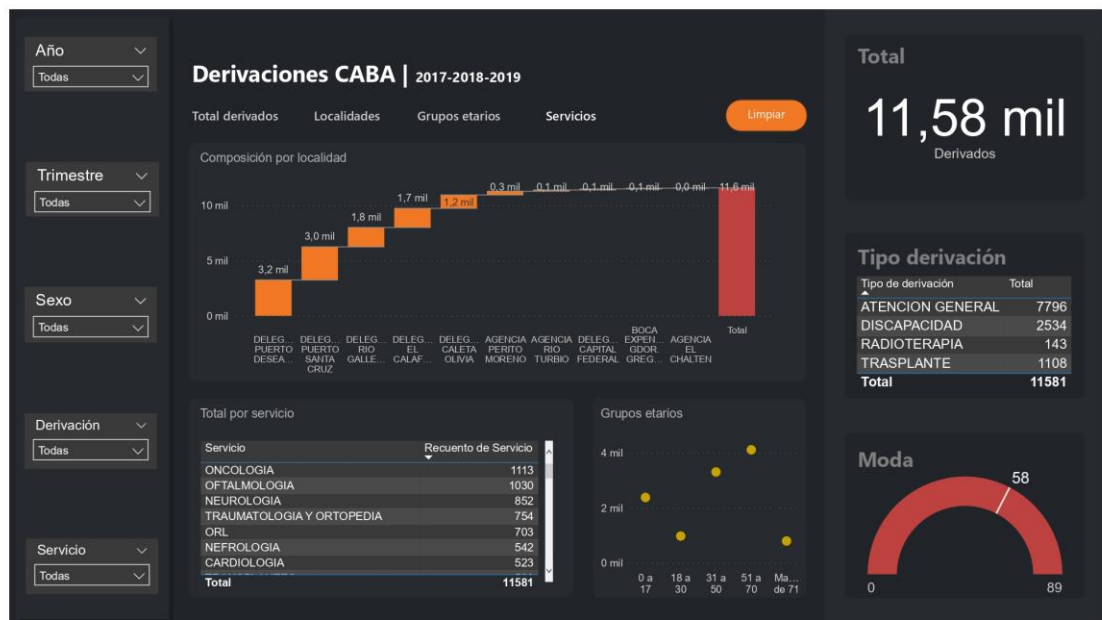 Año
Todas
Trimestre
Todas
Sexo
Todas
Derivación
Todas
Servicio
Todas
Derivaciones CABA | 2017-2018-2019
Total derivados Localidades Grupos etarios Servicios Limpiar
Composición por localidad
10 mil
5 mil
0 mil
3,2 mil
3,0 mil
1,8 mil
1,7 mil
1,2 mil
0,3 mil
0,1 mil
0,1 mil
0,1 mil
0,0 mil
11,6 mil
DELEG...
PUERTO
DESEA...
DELEG...
PUERTO
SANTA
CRUZ
DELEG...
RIO
GALLE...
DELEG...
EL
CALAF...
DELEG...
CALETA
OLIVIA
AGENCIA
PERITO
MORENO
AGENCIA
RIO
TURBIO
DELEG...
CAPITAL
FEDERAL
BOCA
EXPEN...
GDOR.
GREG...
AGENCIA
EL
CHALTEN
Total
Total por servicio
Servicio Recuento de Servicio
ONCOLOGIA 1113
OFTALMOLOGIA 1030
NEUROLOGIA 852
TRAUMATOLOGIA Y ORTOPEDIA 754
ORL 703
NEFROLOGIA 542
CARDIOLOGIA 523
Total 11581
Grupos etarios
4 mil
2 mil
0 mil
0 a
17
18 a
30
31 a
50
51 a
70
Ma...
de 71
Total
11,58 mil
Derivados
Tipo derivación
Tipo de derivación Total
ATENCION GENERAL 7796
DISCAPACIDAD 2534
RADIOTERAPIA 143
TRASPLANTE 1108
Total 11581
Moda
58
0
89